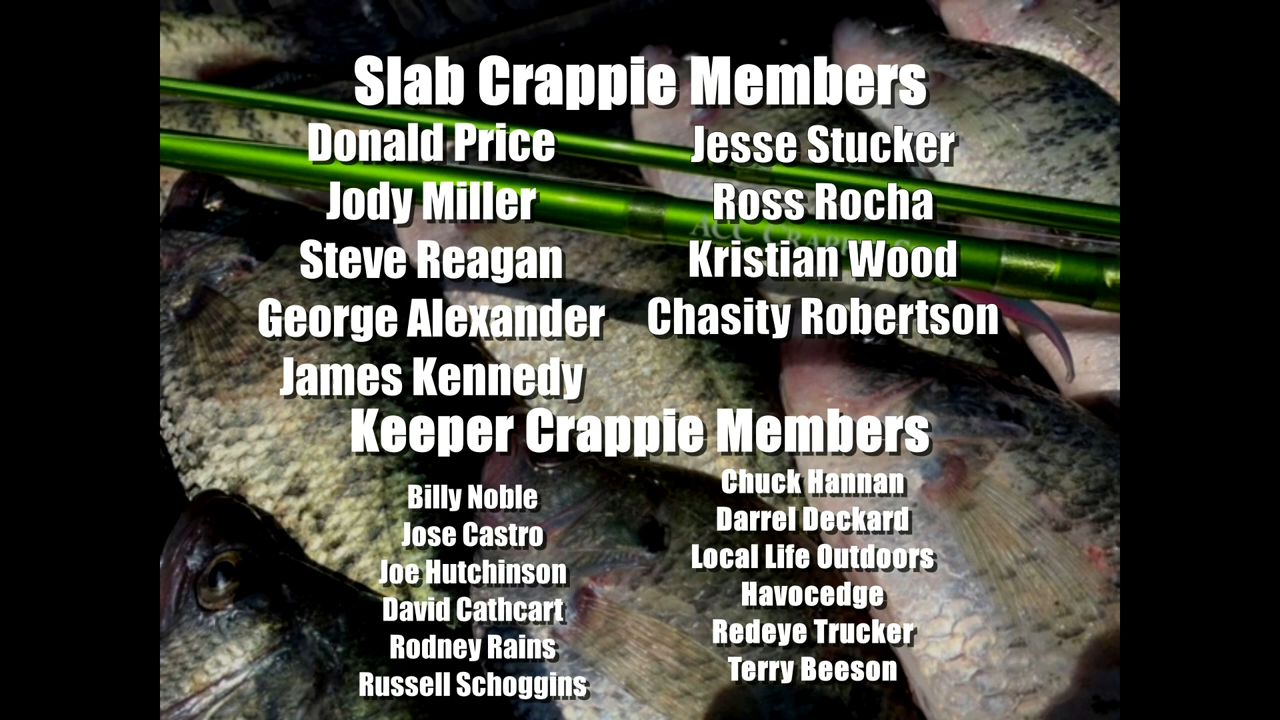 Slab Crappie Members
Donald Price
Jody Miller
Steve Reagan
George Alexander
James Kennedy
Jesse Stucker
Ross Rocha
Kristian Wood
Chasity Robertson
Keeper Crappie Members
Billy Noble
Jose Castro
Joe Hutchinson
David Cathcart
Rodney Rains
Russell Schoggins
Chuck Hannan
Darrel Deckard
Local Life Outdoors
Havocedge
Redeye Trucker
Terry Beeson
ACC